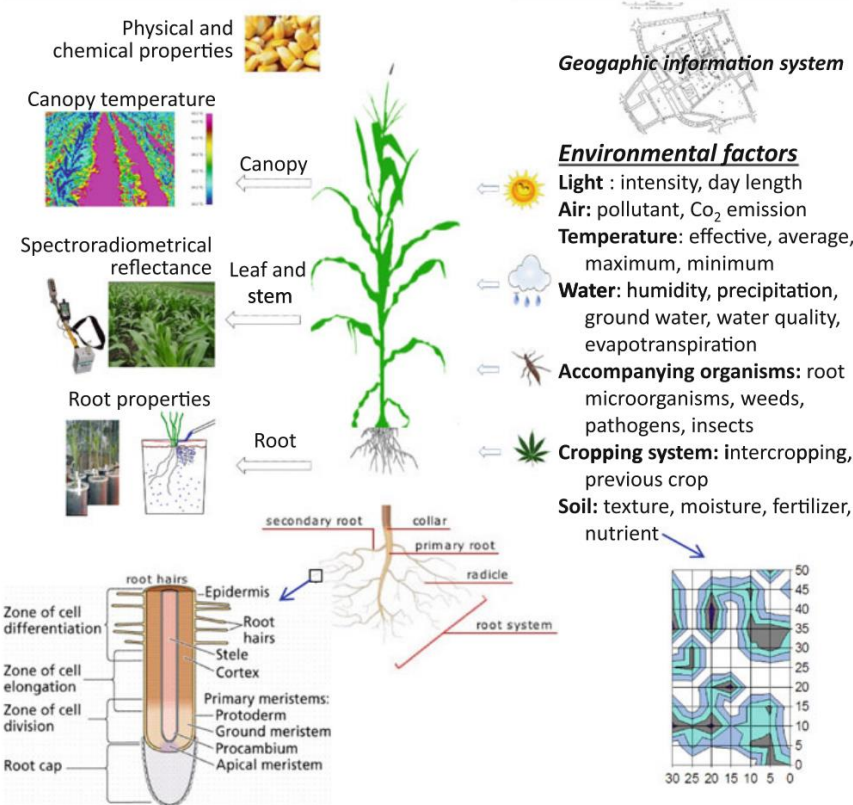 Physical and
chemical properties
Canopy temperature
Canopy
Spectroradiometrical
reflectance
Leaf and
stem
Root properties
Root
Geogaphic information system
Environmental factors
Light : intensity, day length
Air: pollutant, Co2 emission
Temperature: effective, average,
maximum, minimum
Water: humidity, precipitation,
ground water, water quality,
evapotranspiration
Accompanying organisms: root
microorganisms, weeds,
pathogens, insects
Cropping system: intercropping,
previous crop
Soil: texture, moisture, fertilizer,
nutrient
secondary root
collar
primary root
radicle
root system
root hairs
Epidermis
Zone of cell
differentiation
Root
hairs
Stele
Cortex
Zone of cell
elongation
Primary meristems:
Zone of cell
division
Protoderm
Ground meristem
Procambium
Apical meristem
Root cap
50
45
40
35
30
25
20
15
10
5
0
30 25 20 15 10 5 0